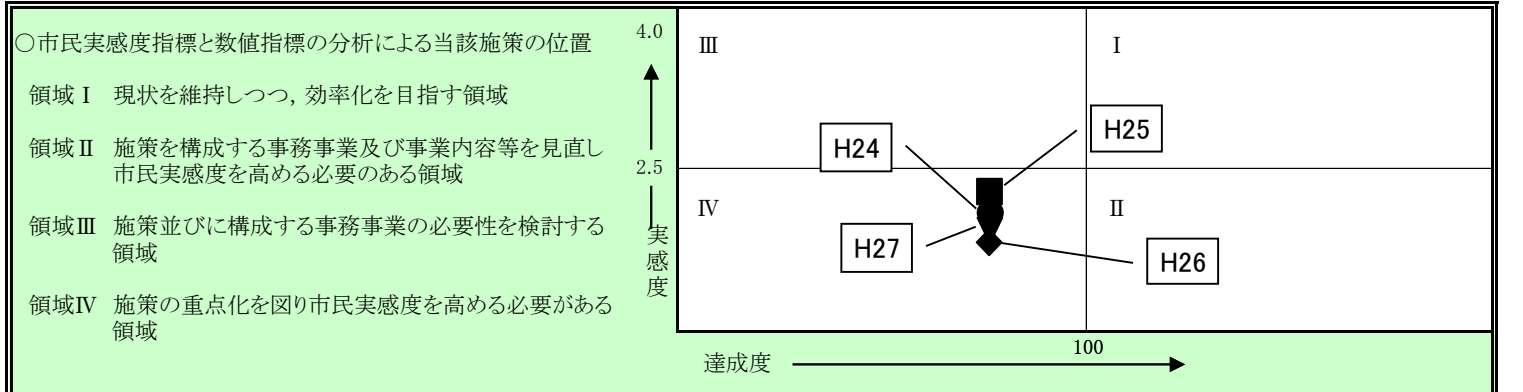 ○市民実感度指標と数値指標の分析による当該施策の位置
領域Ⅰ 現状を維持しつつ，効率化を目指す領域
領域Ⅱ 施策を構成する事務事業及び事業内容等を見直し
市民実感度を高める必要のある領域
領域Ⅲ 施策並びに構成する事務事業の必要性を検討する
領域
領域Ⅳ 施策の重点化を図り市民実感度を高める必要がある
領域
4.0
2.5
実感度
Ⅲ
Ⅰ
H25
H24
Ⅳ
Ⅱ
H27
H26
100
達成度